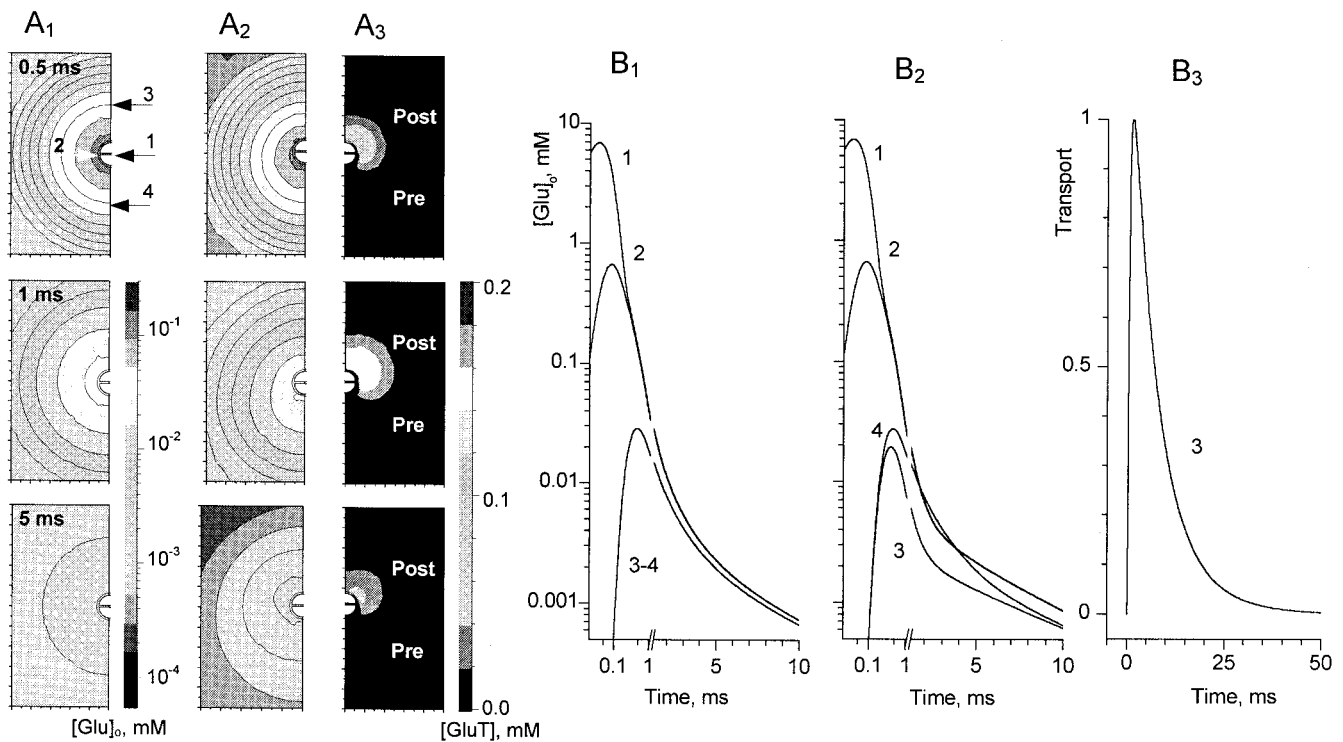 A1
A2
A3
0.5 ms
3
2
1
4
Post
Pre
1 ms
10-1
10-2
10-3
10-4
Post
Pre
0.2
0.1
0.0
5 ms
Post
Pre
[Glu]o, mM
[GluT], mM
B1
[Glu]o, mM
10
1
0.1
0.01
0.001
1
2
3-4
0.1
1
5
10
Time, ms
B2
1
2
4
3
0.1
1
5
10
Time, ms
B3
Transport
1
0.5
0
3
0
25
50
Time, ms